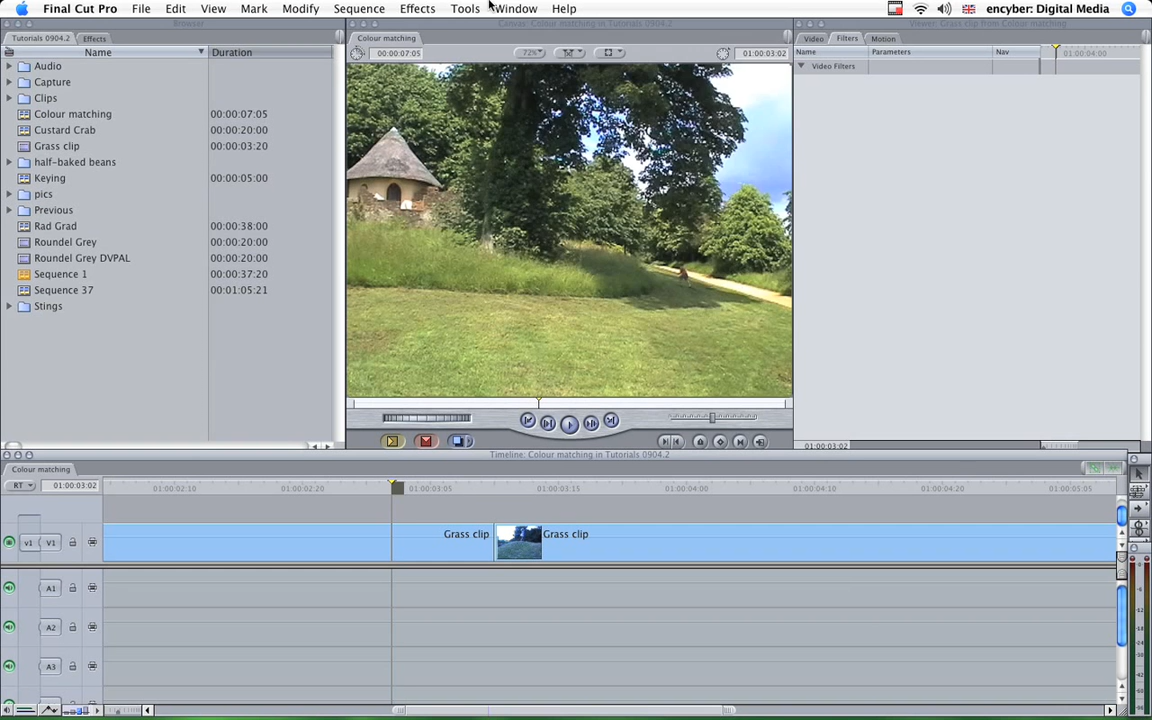 Final Cut Pro File Edit View Mark Modify Sequence Effects Tools Window Help encyber: Digital Media
Browser
Canvas: Colour matching in Tutorials 0904.2
Viewer: Grass clip from Colour matching
Tutorials 0904.2 Effects
Name Duration
Audio
Capture
Clips
Colour matching 00:00:07:05
Custard Crab 00:00:20:00
Grass clip 00:00:03:20
half-baked beans
Keying 00:00:05:00
pics
Previous
Rad Grad 00:00:38:00
Roundel Grey 00:00:20:00
Roundel Grey DVPAL 00:00:20:00
Sequence 1 00:00:37:20
Sequence 37 00:01:05:21
Stings
Colour matching
00:00:07:05 72% 01:00:03:02
Video Filters Motion
Name Parameters Nav 01:00:04:00
Video Filters
01:00:03:02
Timeline: Colour matching in Tutorials 0904.2
Colour matching
RT 01:00:03:02 01:00:02:10 01:00:02:20 01:00:03:05 01:00:03:15 01:00:04:00 01:00:04:10 01:00:04:20 01:00:05:05
v1 V1 Grass clip Grass clip
A1
A2
A3